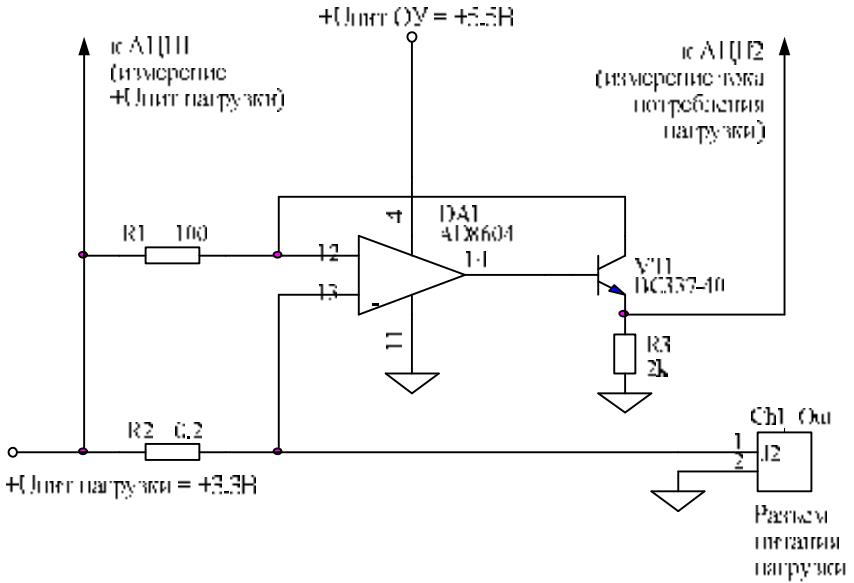 +Uпит ОУ = +5.5В
к АЦП1
(измерение
+Uпит нагрузки)
к АЦП2
(измерение тока
потребления
нагрузки)
R1 100
4
DA1
AD8604
12
14
13
-
11
VT1
BC337-40
R3
2k
R2 0.2
+Uпит нагрузки = +3.3В
Ch1_Out
1
2
J2
Разъем
питания
нагрузки